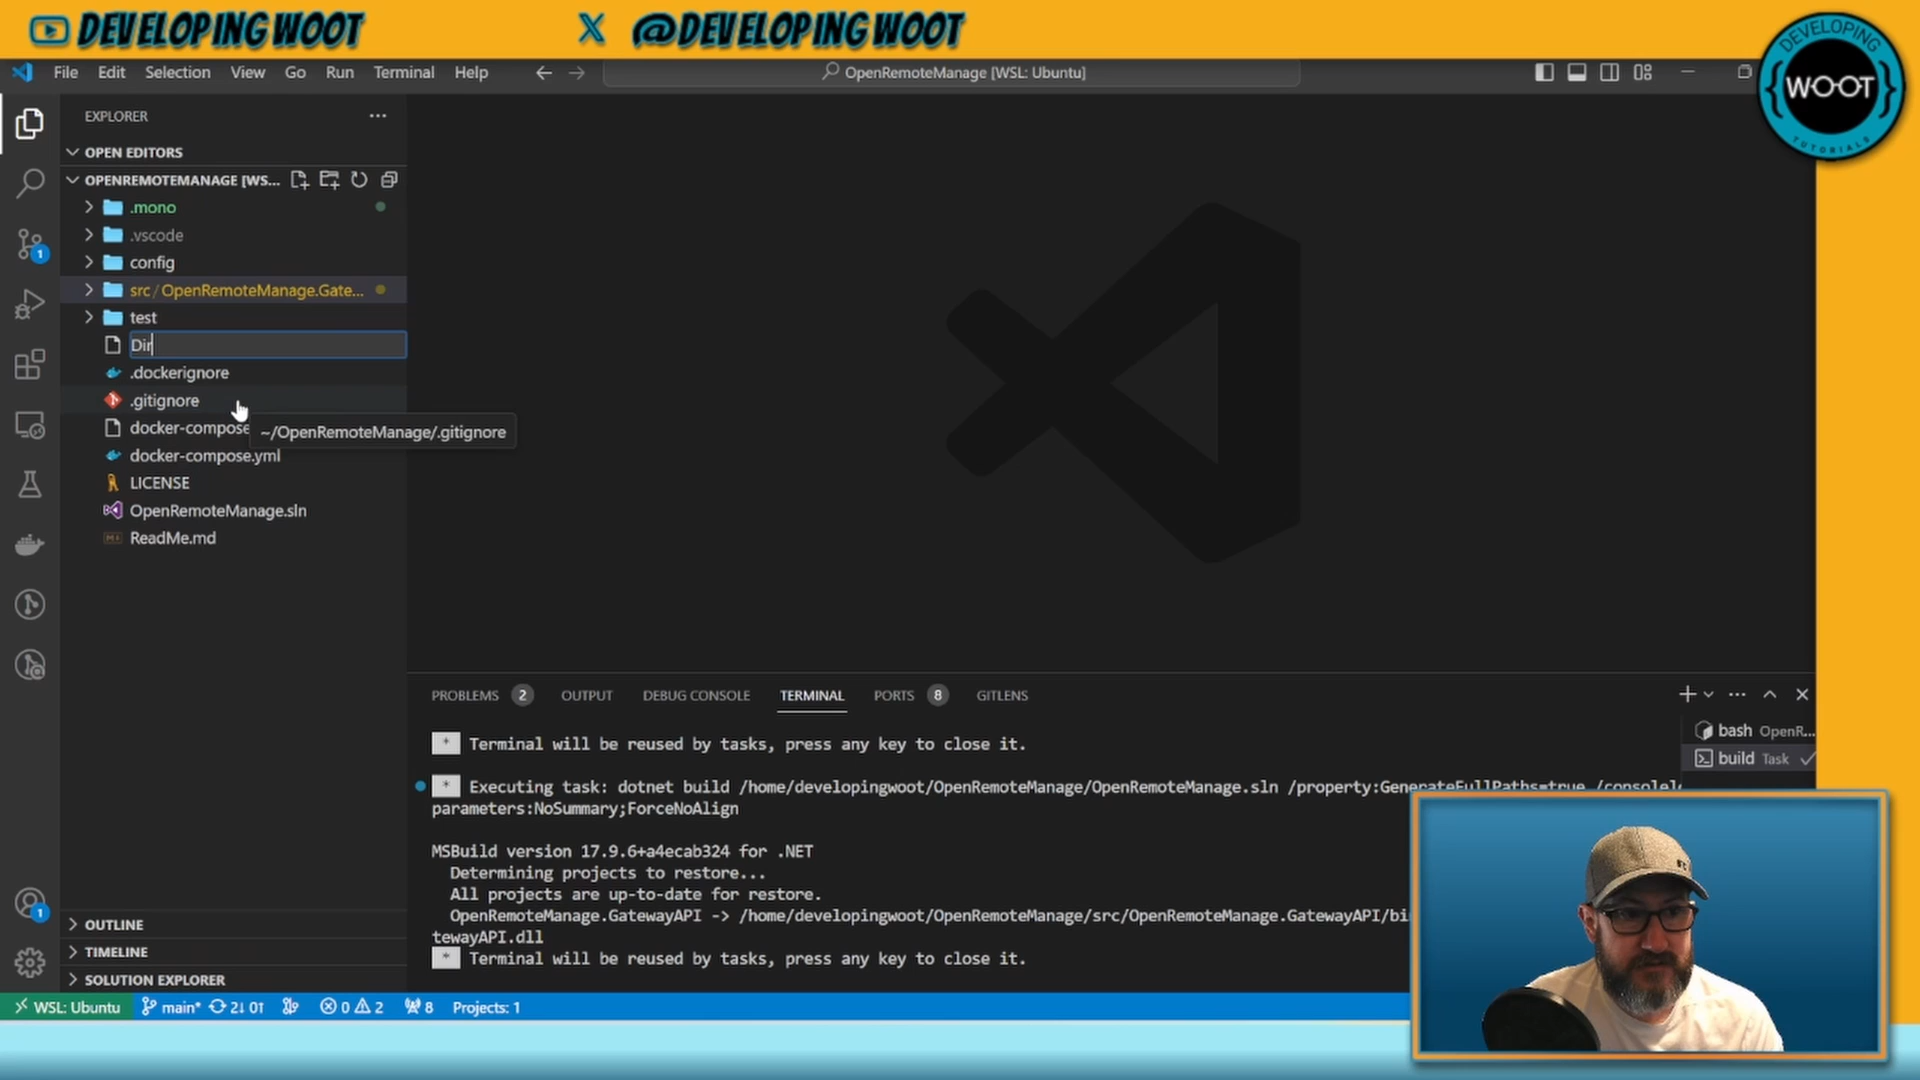 DEVELOPINGWOOT
X @DEVELOPINGWOOT
DEVELOPING
WOOT
TUTORIALS
File Edit Selection View Go Run Terminal Help
OpenRemoteManage [WSL: Ubuntu]
EXPLORER
OPEN EDITORS
OPENREMOTEMANAGE [WS...
.mono
.vscode
config
src / OpenRemoteManage.Gate...
test
Dir
.dockerignore
.gitignore
docker-compose
~/OpenRemoteManage/.gitignore
docker-compose.yml
LICENSE
OpenRemoteManage.sln
ReadMe.md
OUTLINE
TIMELINE
SOLUTION EXPLORER
1
1
PROBLEMS 2 OUTPUT DEBUG CONSOLE TERMINAL PORTS 8 GITLENS
* Terminal will be reused by tasks, press any key to close it.
* Executing task: dotnet build /home/developingwoot/OpenRemoteManage/OpenRemoteManage.sln /property:GenerateFullPaths=true /consolelo
parameters:NoSummary;ForceNoAlign
MSBuild version 17.9.6+a4ecab324 for .NET
Determining projects to restore...
All projects are up-to-date for restore.
OpenRemoteManage.GatewayAPI -> /home/developingwoot/OpenRemoteManage/src/OpenRemoteManage.GatewayAPI/bi
tewayAPI.dll
* Terminal will be reused by tasks, press any key to close it.
bash OpenR...
build Task
WSL: Ubuntu main* 2↓ 0↑ 0 2 8 Projects: 1